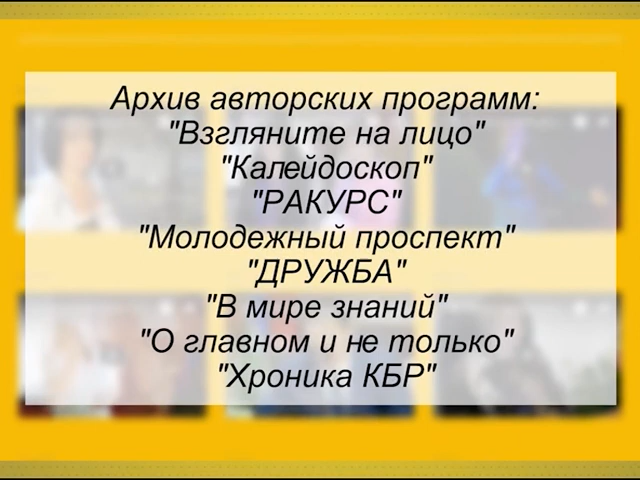 Архив авторских программ:
"Взгляните на лицо"
"Калейдоскоп"
"РАКУРС"
"Молодежный проспект"
"ДРУЖБА"
"В мире знаний"
"О главном и не только"
"Хроника КБР"